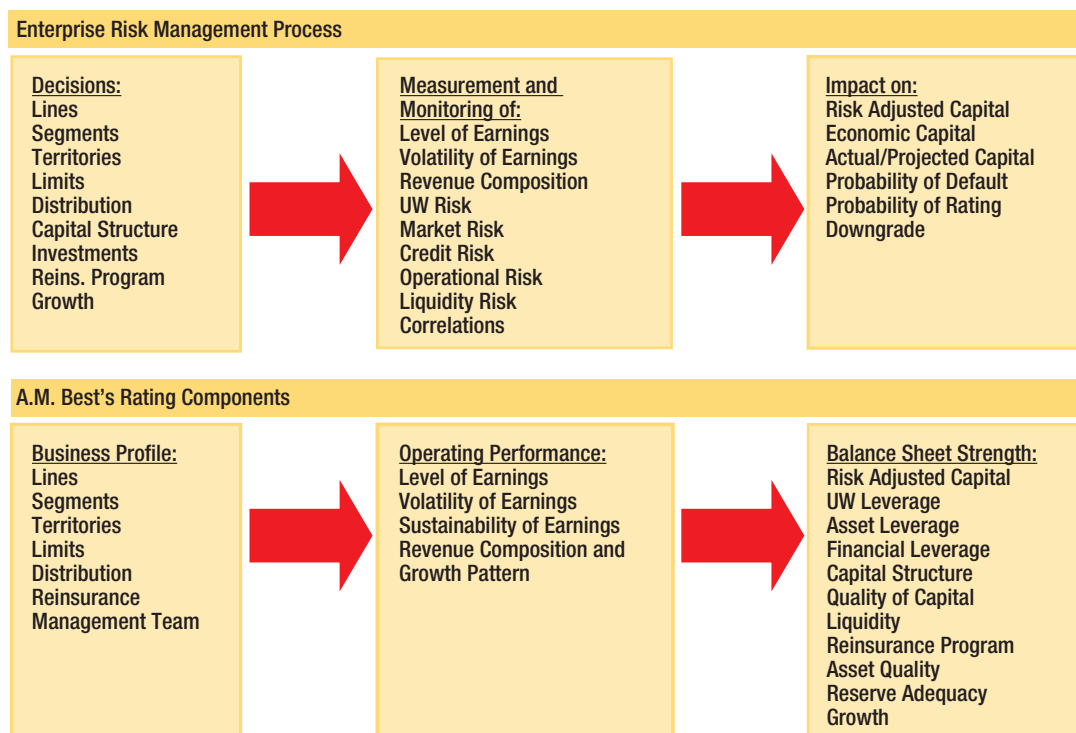 Enterprise Risk Management Process
Decisions:
Lines
Segments
Territories
Limits
Distribution
Capital Structure
Investments
Reins. Program
Growth
Measurement and
Monitoring of:
Level of Earnings
Volatility of Earnings
Revenue Composition
UW Risk
Market Risk
Credit Risk
Operational Risk
Liquidity Risk
Correlations
Impact on:
Risk Adjusted Capital
Economic Capital
Actual/Projected Capital
Probability of Default
Probability of Rating
Downgrade
A.M. Best's Rating Components
Business Profile:
Lines
Segments
Territories
Limits
Distribution
Reinsurance
Management Team
Operating Performance:
Level of Earnings
Volatility of Earnings
Sustainability of Earnings
Revenue Composition and
Growth Pattern
Balance Sheet Strength:
Risk Adjusted Capital
UW Leverage
Asset Leverage
Financial Leverage
Capital Structure
Quality of Capital
Liquidity
Reinsurance Program
Asset Quality
Reserve Adequacy
Growth